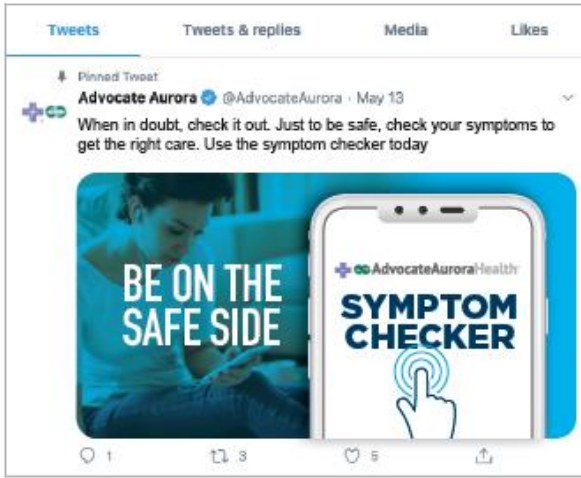 Tweets Tweets & replies Media Likes
Pinned Tweet
Advocate Aurora @AdvocateAurora · May 13
When in doubt, check it out. Just to be safe, check your symptoms to
get the right care. Use the symptom checker today
BE ON THE
SAFE SIDE
AdvocateAuroraHealth
SYMPTOM
CHECKER
1 3 5